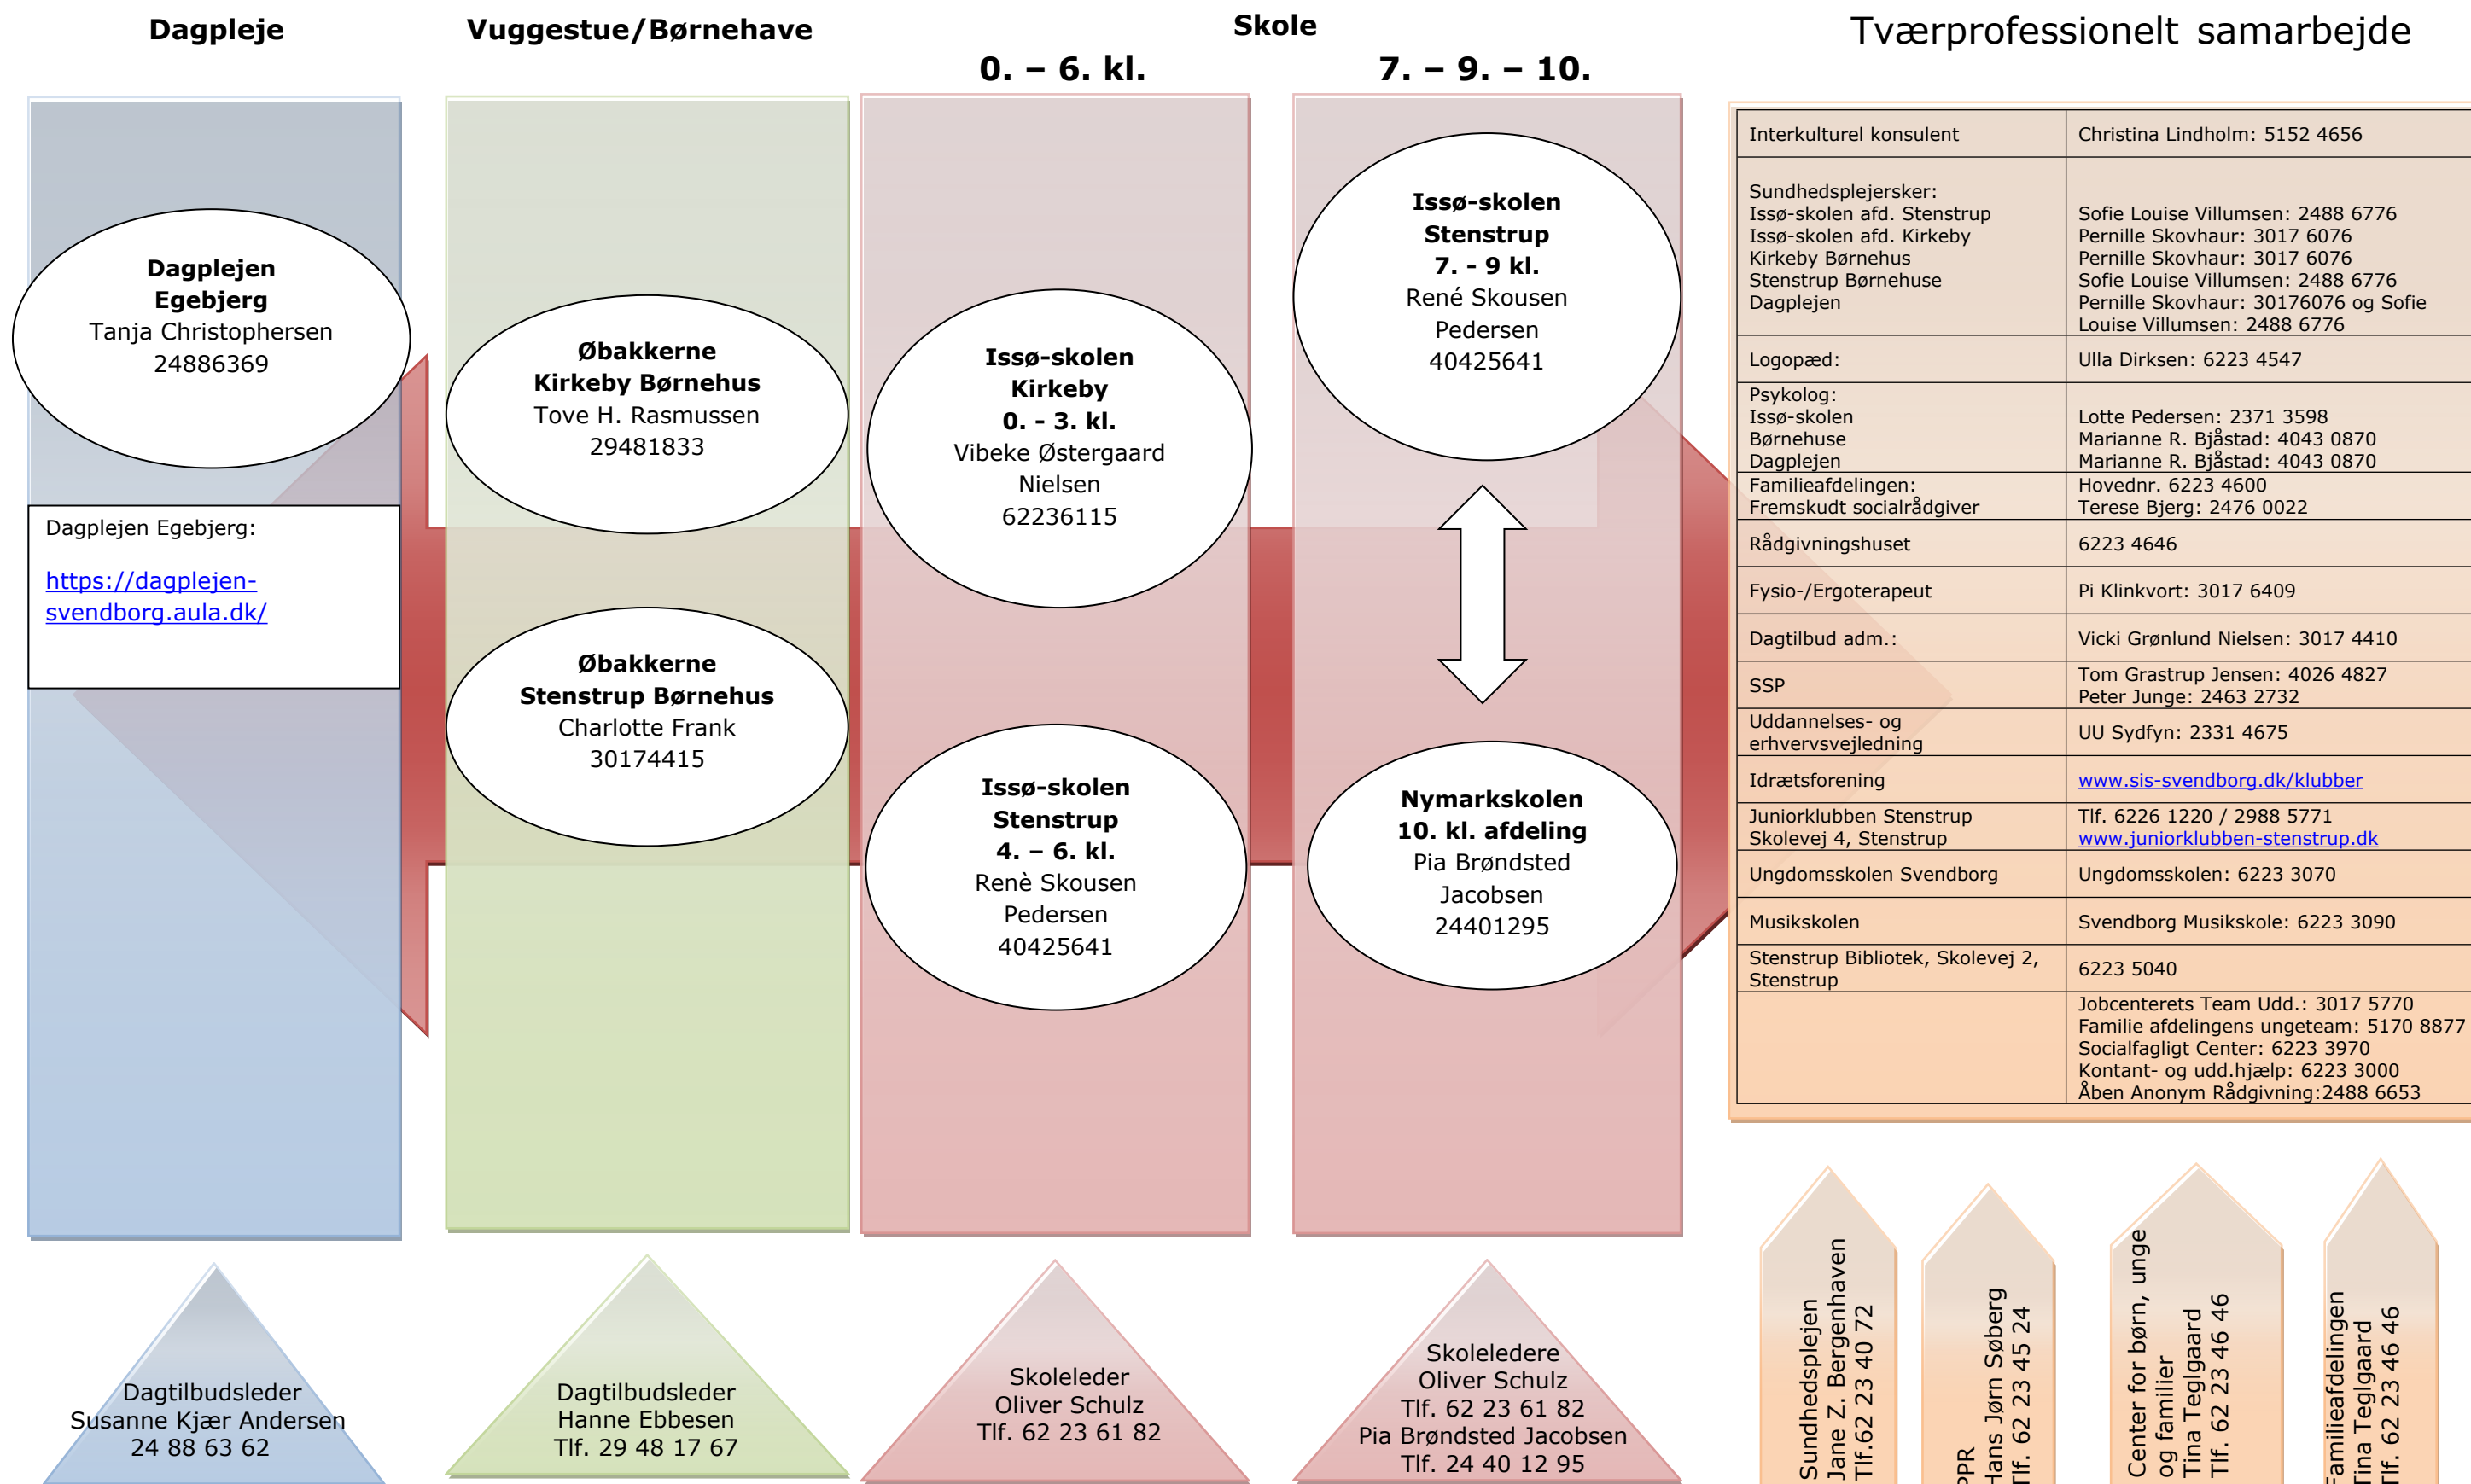 Dagpleje
Vuggestue/Børnehave
Skole
0. – 6. kl.
7. – 9. – 10.
Tværprofessionelt samarbejde
Dagplejen
Egebjerg
Tanja Christophersen
24886369
Dagplejen Egebjerg:
https://dagplejen-
svendborg.aula.dk/
Øbakkerne
Kirkeby Børnehus
Tove H. Rasmussen
29481833
Øbakkerne
Stenstrup Børnehus
Charlotte Frank
30174415
Issø-skolen
Kirkeby
0. - 3. kl.
Vibeke Østergaard
Nielsen
62236115
Issø-skolen
Stenstrup
4. – 6. kl.
Renè Skousen
Pedersen
40425641
Issø-skolen
Stenstrup
7. - 9 kl.
René Skousen
Pedersen
40425641
Nymarkskolen
10. kl. afdeling
Pia Brøndsted
Jacobsen
24401295
Interkulturel konsulent
Christina Lindholm: 5152 4656
Sundhedsplejersker:
Issø-skolen afd. Stenstrup
Issø-skolen afd. Kirkeby
Kirkeby Børnehus
Stenstrup Børnehuse
Dagplejen
Sofie Louise Villumsen: 2488 6776
Pernille Skovhaur: 3017 6076
Pernille Skovhaur: 3017 6076
Sofie Louise Villumsen: 2488 6776
Pernille Skovhaur: 30176076 og Sofie
Louise Villumsen: 2488 6776
Logopæd:
Ulla Dirksen: 6223 4547
Psykolog:
Issø-skolen
Børnehuse
Dagplejen
Lotte Pedersen: 2371 3598
Marianne R. Bjåstad: 4043 0870
Marianne R. Bjåstad: 4043 0870
Familieafdelingen:
Fremskudt socialrådgiver
Hovednr. 6223 4600
Terese Bjerg: 2476 0022
Rådgivningshuset
6223 4646
Fysio-/Ergoterapeut
Pi Klinkvort: 3017 6409
Dagtilbud adm.:
Vicki Grønlund Nielsen: 3017 4410
SSP
Tom Grastrup Jensen: 4026 4827
Peter Junge: 2463 2732
Uddannelses- og
erhvervsvejledning
UU Sydfyn: 2331 4675
Idrætsforening
www.sis-svendborg.dk/klubber
Juniorklubben Stenstrup
Skolevej 4, Stenstrup
Tlf. 6226 1220 / 2988 5771
www.juniorklubben-stenstrup.dk
Ungdomsskolen Svendborg
Ungdomsskolen: 6223 3070
Musikskolen
Svendborg Musikskole: 6223 3090
Stenstrup Bibliotek, Skolevej 2,
Stenstrup
6223 5040
Jobcenterets Team Udd.: 3017 5770
Familie afdelingens ungeteam: 5170 8877
Socialfagligt Center: 6223 3970
Kontant- og udd.hjælp: 6223 3000
Åben Anonym Rådgivning:2488 6653
Dagtilbudsleder
Susanne Kjær Andersen
24 88 63 62
Dagtilbudsleder
Hanne Ebbesen
Tlf. 29 48 17 67
Skoleleder
Oliver Schulz
Tlf. 62 23 61 82
Skoleledere
Oliver Schulz
Tlf. 62 23 61 82
Pia Brøndsted Jacobsen
Tlf. 24 40 12 95
Sundhedsplejen
Jane Z. Bergenhaven
Tlf.62 23 40 72
PPR
Hans Jørn Søberg
Tlf. 62 23 45 24
Center for børn, unge
og familier
Tina Teglgaard
Tlf. 62 23 46 46
Familieafdelingen
Tina Teglgaard
Tlf. 62 23 46 46